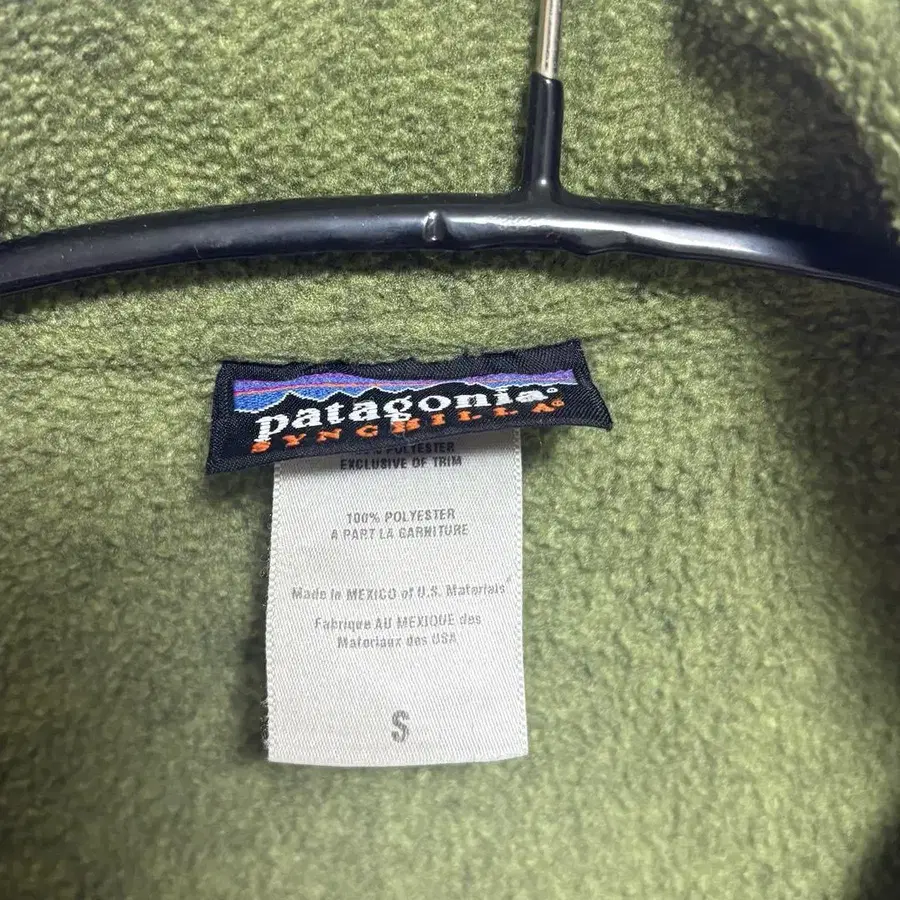 patagonia®
SYNCHILLA®
POLYESTER
EXCLUSIVE OF TRIM
100% POLYESTER
A PART LA GARNITURE
Made in MEXICO of U.S. Materials
Fabrique AU MEXIQUE des
Materiaux des USA
S